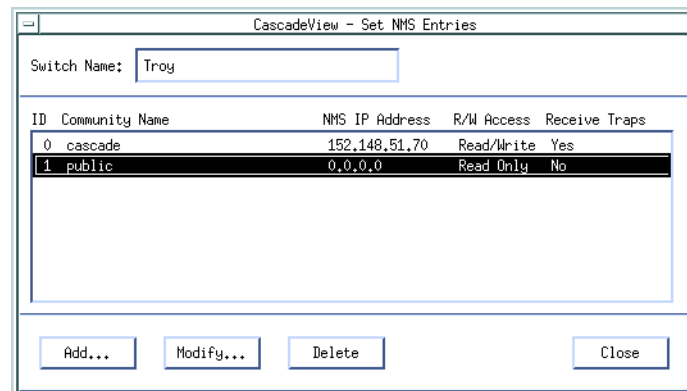 CascadeView - Set NMS Entries
Switch Name: Troy
ID Community Name NMS IP Address R/W Access Receive Traps
0 cascade 152.148.51.70 Read/Write Yes
1 public 0.0.0.0 Read Only No
Add... Modify... Delete Close